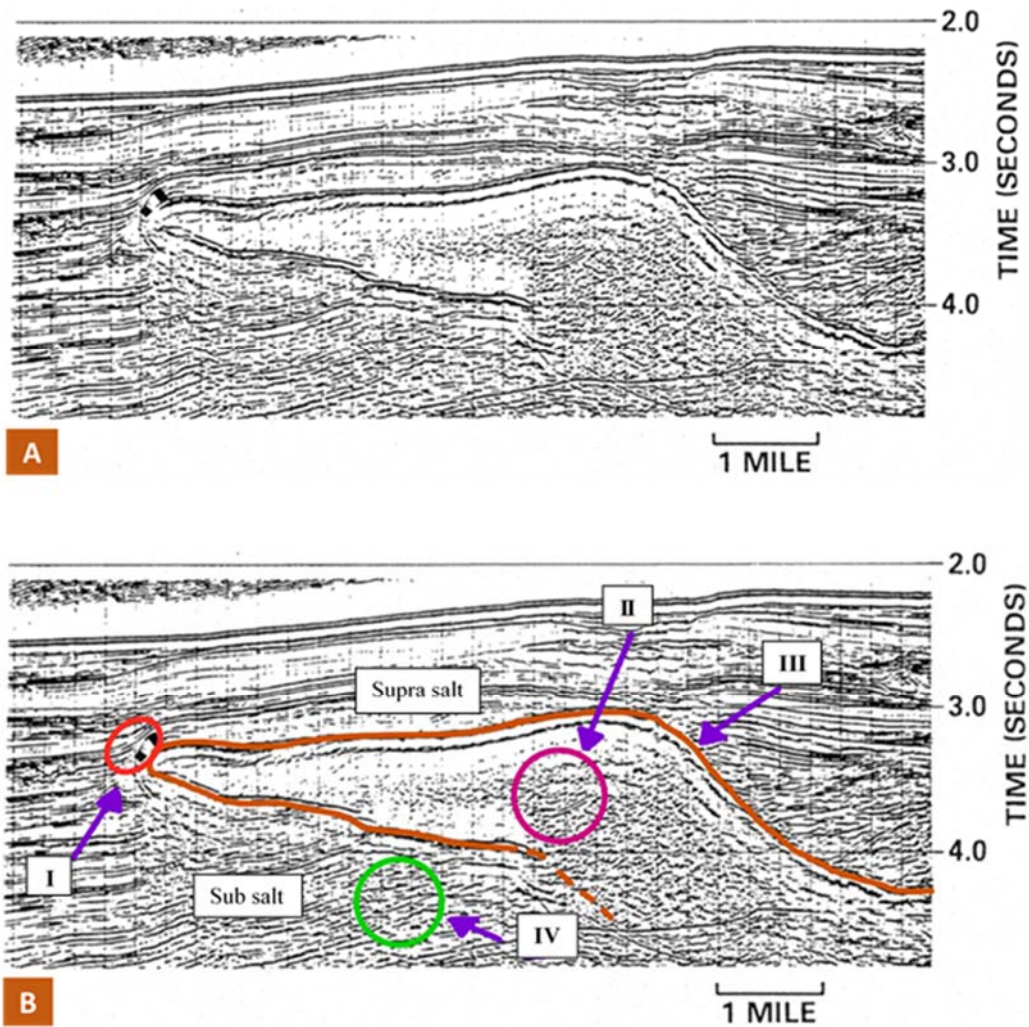 2.0
3.0
4.0
TIME (SECONDS)
A
1 MILE
2.0
II
III
Supra salt
3.0
TIME (SECONDS)
4.0
I
Sub salt
IV
B
1 MILE